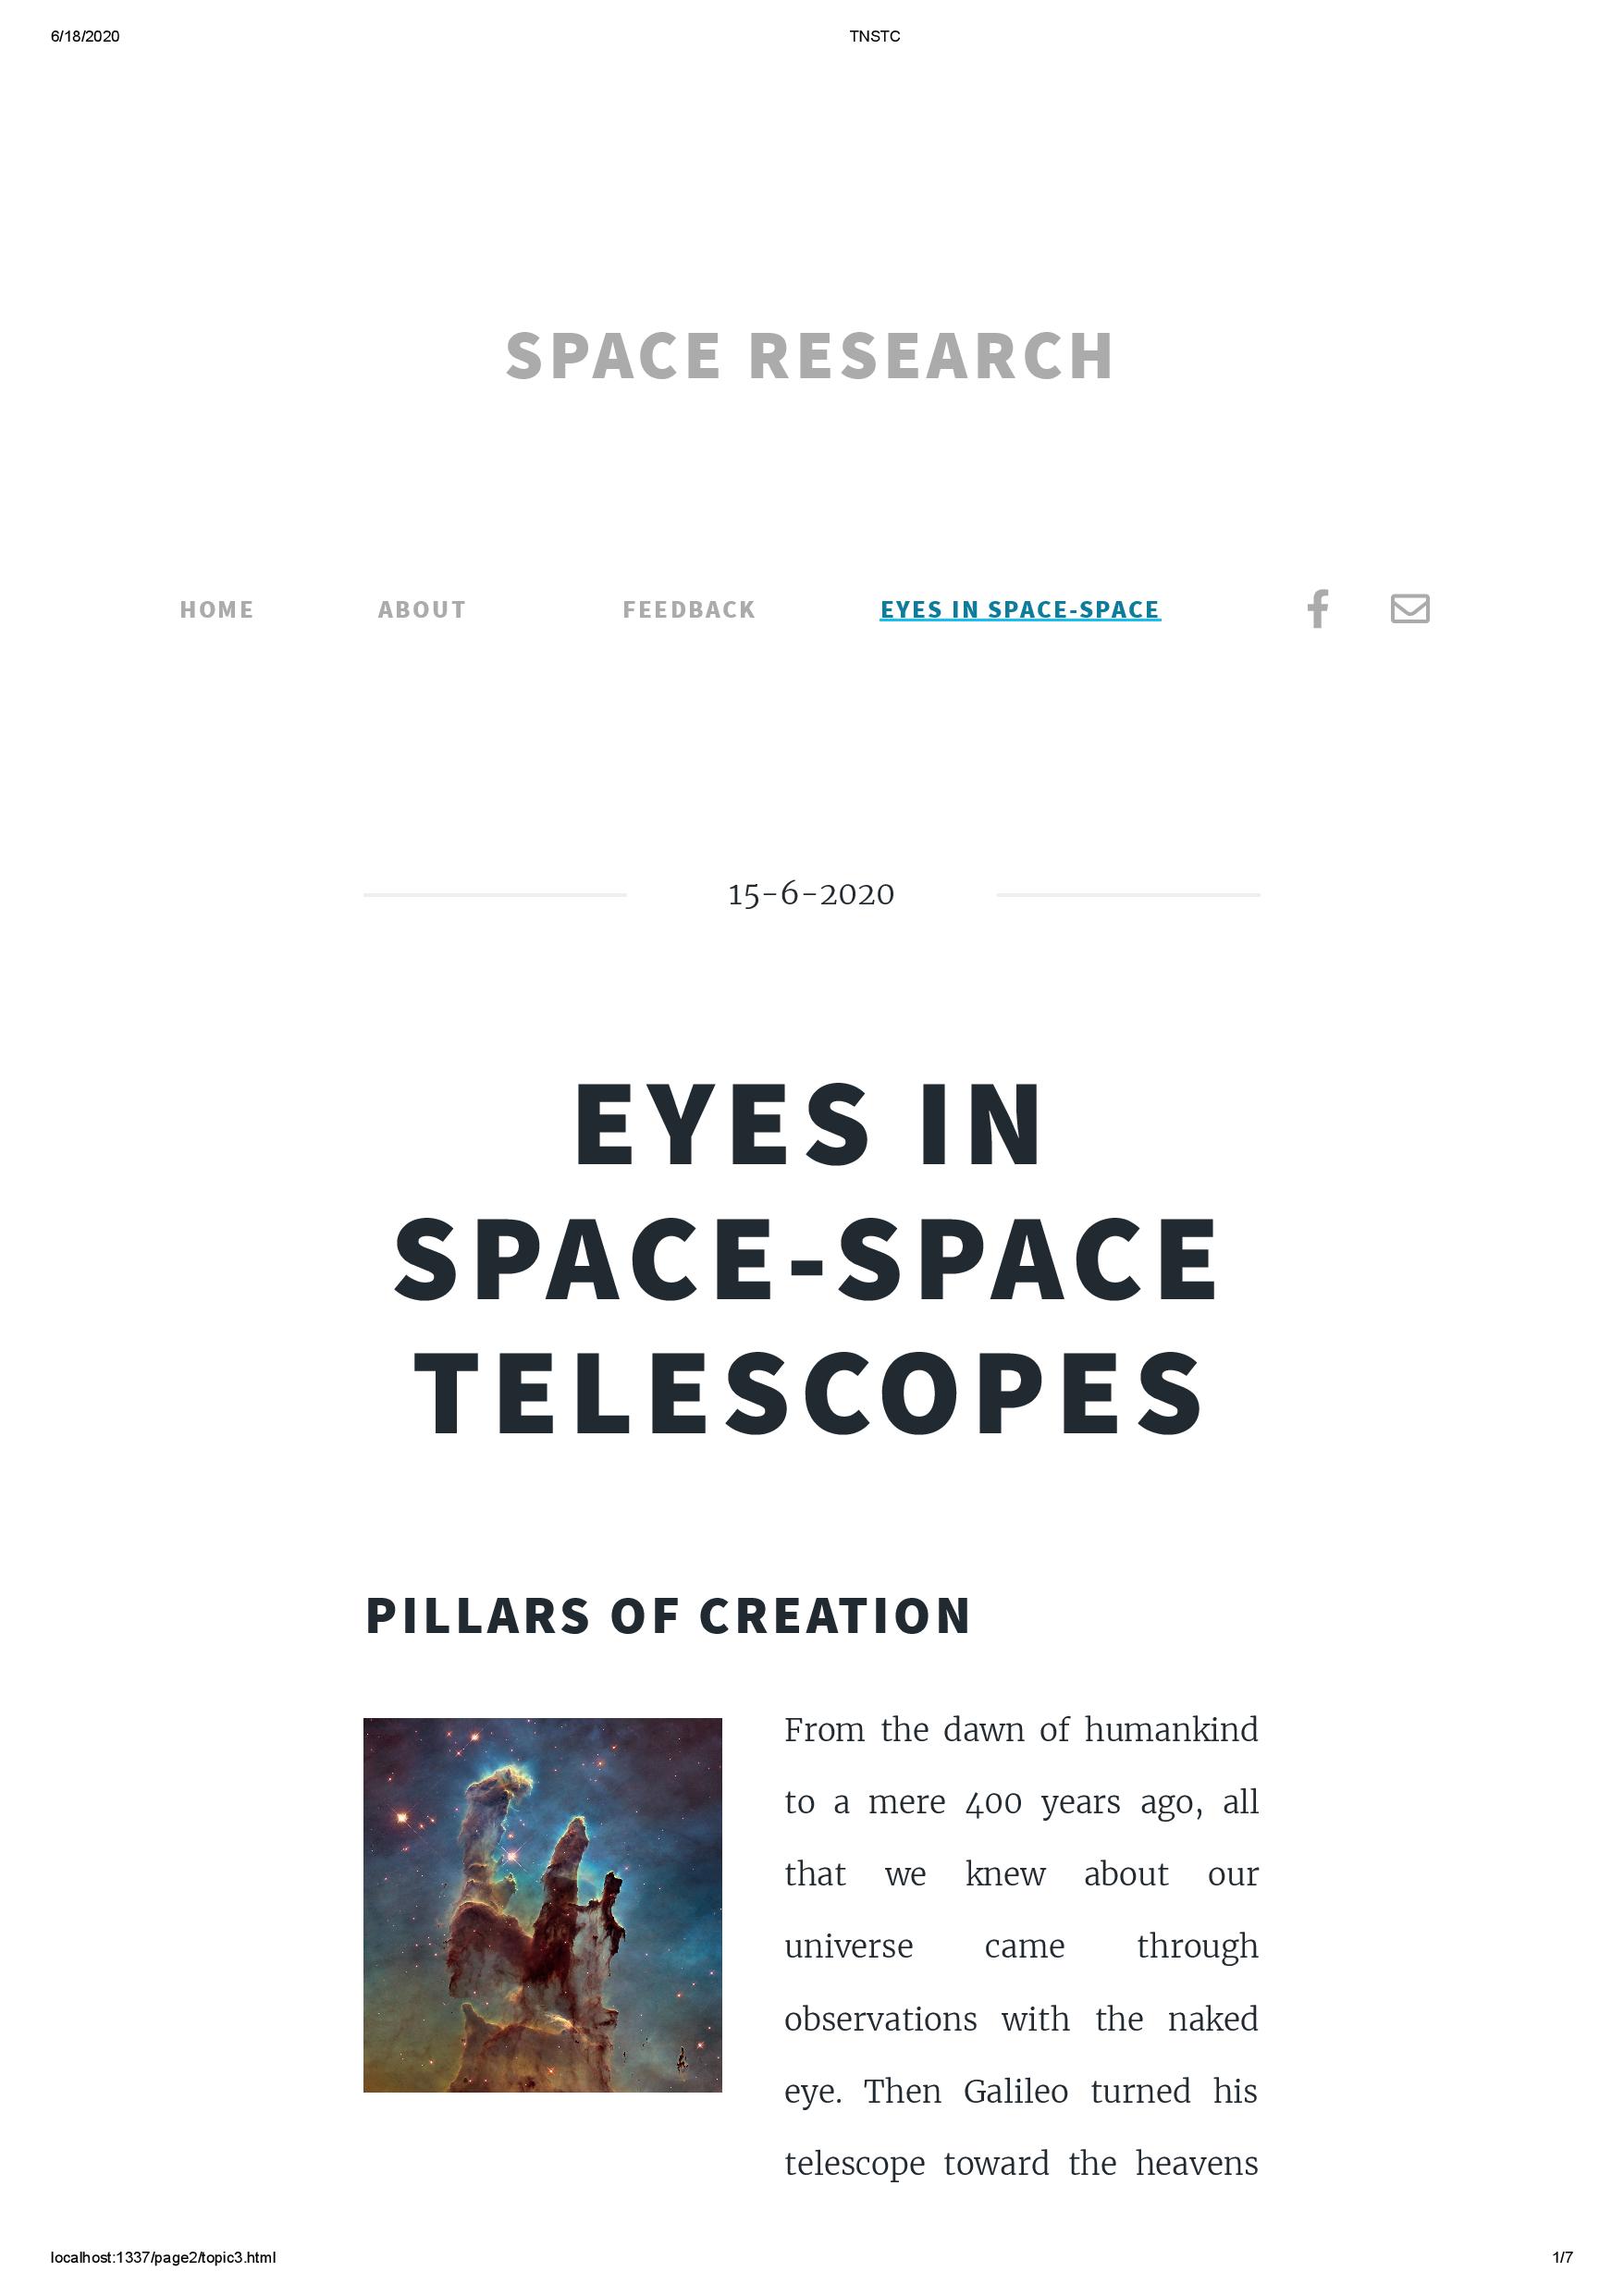 6/18/2020 TNSTC
SPACE RESEARCH
HOME ABOUT FEEDBACK EYES IN SPACE-SPACE
15-6-2020
EYES IN
SPACE-SPACE
TELESCOPES
PILLARS OF CREATION
From the dawn of humankind
to a mere 400 years ago, all
that we knew about our
universe came through
observations with the naked
eye. Then Galileo turned his
telescope toward the heavens
localhost:1337/page2/topic3.html 1/7